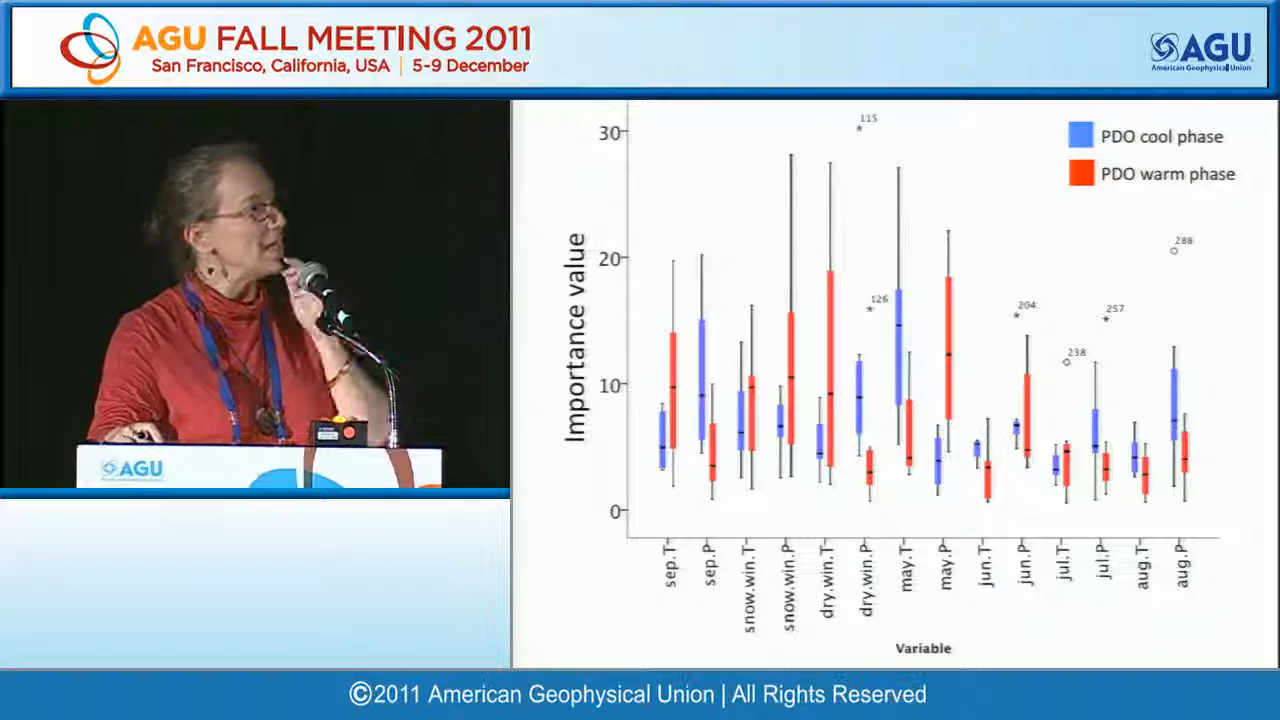 AGU FALL MEETING 2011
San Francisco, California, USA | 5-9 December
AGU
American Geophysical Union
AGU
30
20
10
0
Importance value
PDO cool phase
PDO warm phase
115
126
204
238
257
288
sep.T
sep.P
snow.win.T
snow.win.P
dry.win.T
dry.win.P
may.T
may.P
jun.T
jun.P
jul.T
jul.P
aug.T
aug.P
Variable
©2011 American Geophysical Union | All Rights Reserved